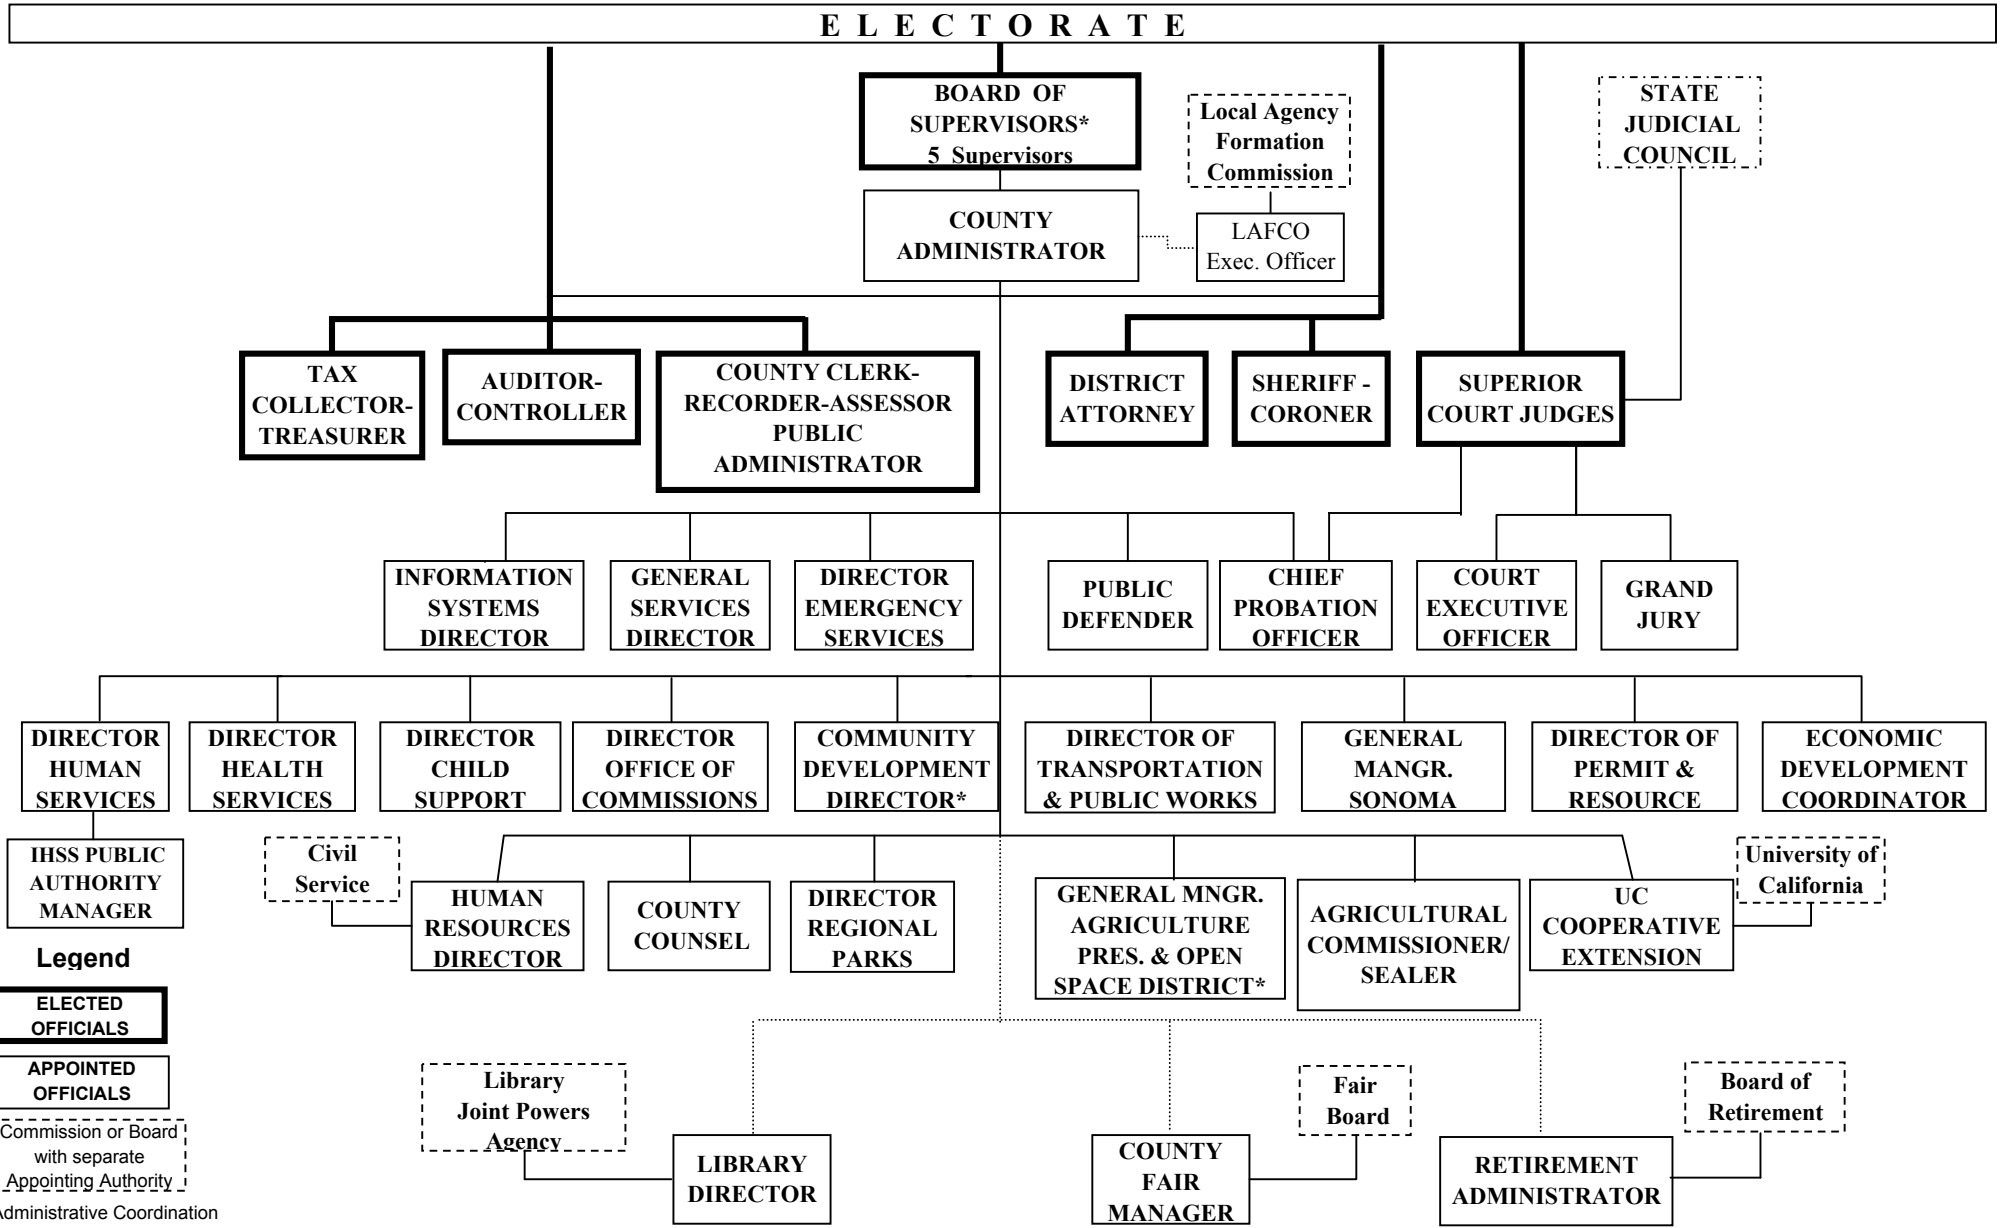 E L E C T O R A T E
BOARD OF
SUPERVISORS*
5 Supervisors
Local Agency
Formation
Commission
STATE
JUDICIAL
COUNCIL
COUNTY
ADMINISTRATOR
LAFCO
Exec. Officer
TAX
COLLECTOR-
TREASURER
AUDITOR-
CONTROLLER
COUNTY CLERK-
RECORDER-ASSESSOR
PUBLIC
ADMINISTRATOR
DISTRICT
ATTORNEY
SHERIFF -
CORONER
SUPERIOR
COURT JUDGES
INFORMATION
SYSTEMS
DIRECTOR
GENERAL
SERVICES
DIRECTOR
DIRECTOR
EMERGENCY
SERVICES
PUBLIC
DEFENDER
CHIEF
PROBATION
OFFICER
COURT
EXECUTIVE
OFFICER
GRAND
JURY
DIRECTOR
HUMAN
SERVICES
DIRECTOR
HEALTH
SERVICES
DIRECTOR
CHILD
SUPPORT
DIRECTOR
OFFICE OF
COMMISSIONS
COMMUNITY
DEVELOPMENT
DIRECTOR*
DIRECTOR OF
TRANSPORTATION
& PUBLIC WORKS
GENERAL
MANGR.
SONOMA
DIRECTOR OF
PERMIT &
RESOURCE
ECONOMIC
DEVELOPMENT
COORDINATOR
IHSS PUBLIC
AUTHORITY
MANAGER
Civil
Service
HUMAN
RESOURCES
DIRECTOR
COUNTY
COUNSEL
DIRECTOR
REGIONAL
PARKS
GENERAL MNGR.
AGRICULTURE
PRES. & OPEN
SPACE DISTRICT*
AGRICULTURAL
COMMISSIONER/
SEALER
UC
COOPERATIVE
EXTENSION
University of
California
Legend
ELECTED
OFFICIALS
APPOINTED
OFFICIALS
Commission or Board
with separate
Appointing Authority
Administrative Coordination
Library
Joint Powers
Agency
LIBRARY
DIRECTOR
Fair
Board
COUNTY
FAIR
MANAGER
Board of
Retirement
RETIREMENT
ADMINISTRATOR